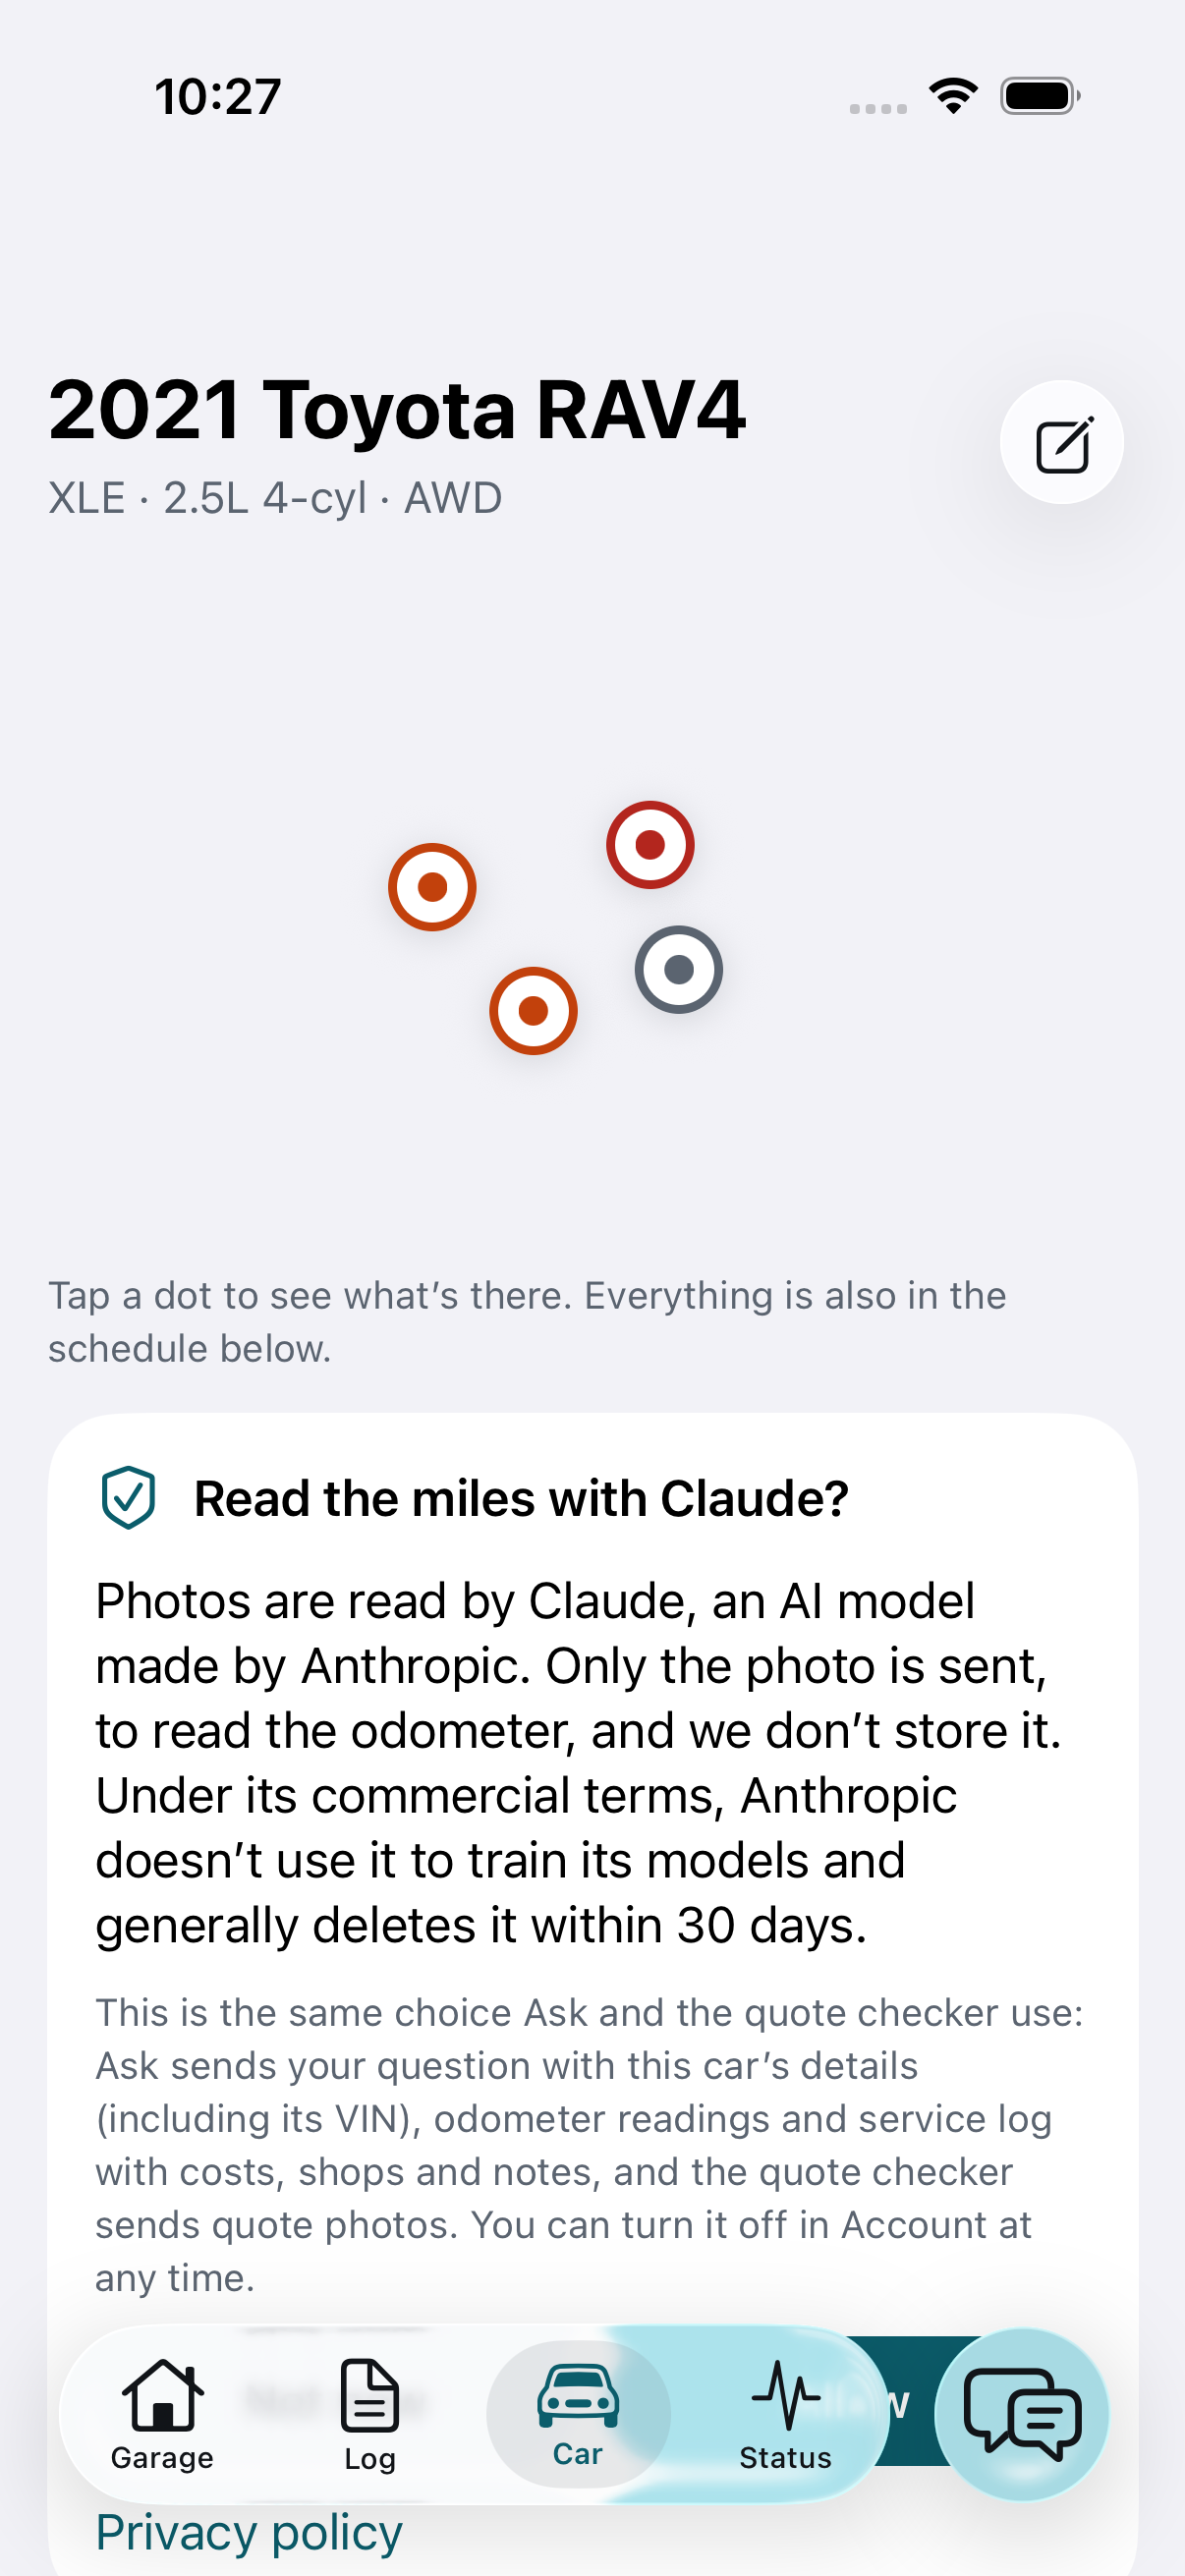 10:27
2021 Toyota RAV4
XLE · 2.5L 4-cyl · AWD
Tap a dot to see what’s there. Everything is also in the
schedule below.
Read the miles with Claude?
Photos are read by Claude, an AI model
made by Anthropic. Only the photo is sent,
to read the odometer, and we don’t store it.
Under its commercial terms, Anthropic
doesn’t use it to train its models and
generally deletes it within 30 days.
This is the same choice Ask and the quote checker use:
Ask sends your question with this car’s details
(including its VIN), odometer readings and service log
with costs, shops and notes, and the quote checker
sends quote photos. You can turn it off in Account at
any time.
Garage
Log
Car
Status
Privacy policy